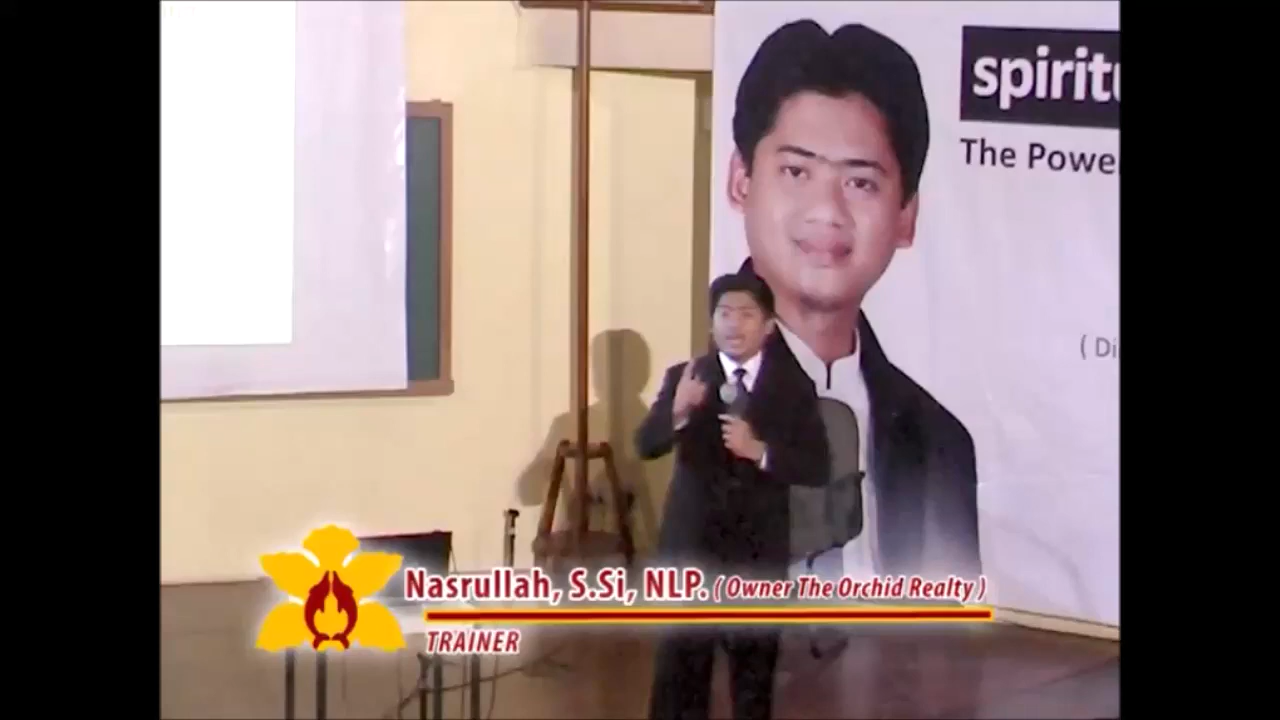 spiritu
The Powe
( Di
Nasrullah, S.Si, NLP. ( Owner The Orchid Realty )
TRAINER